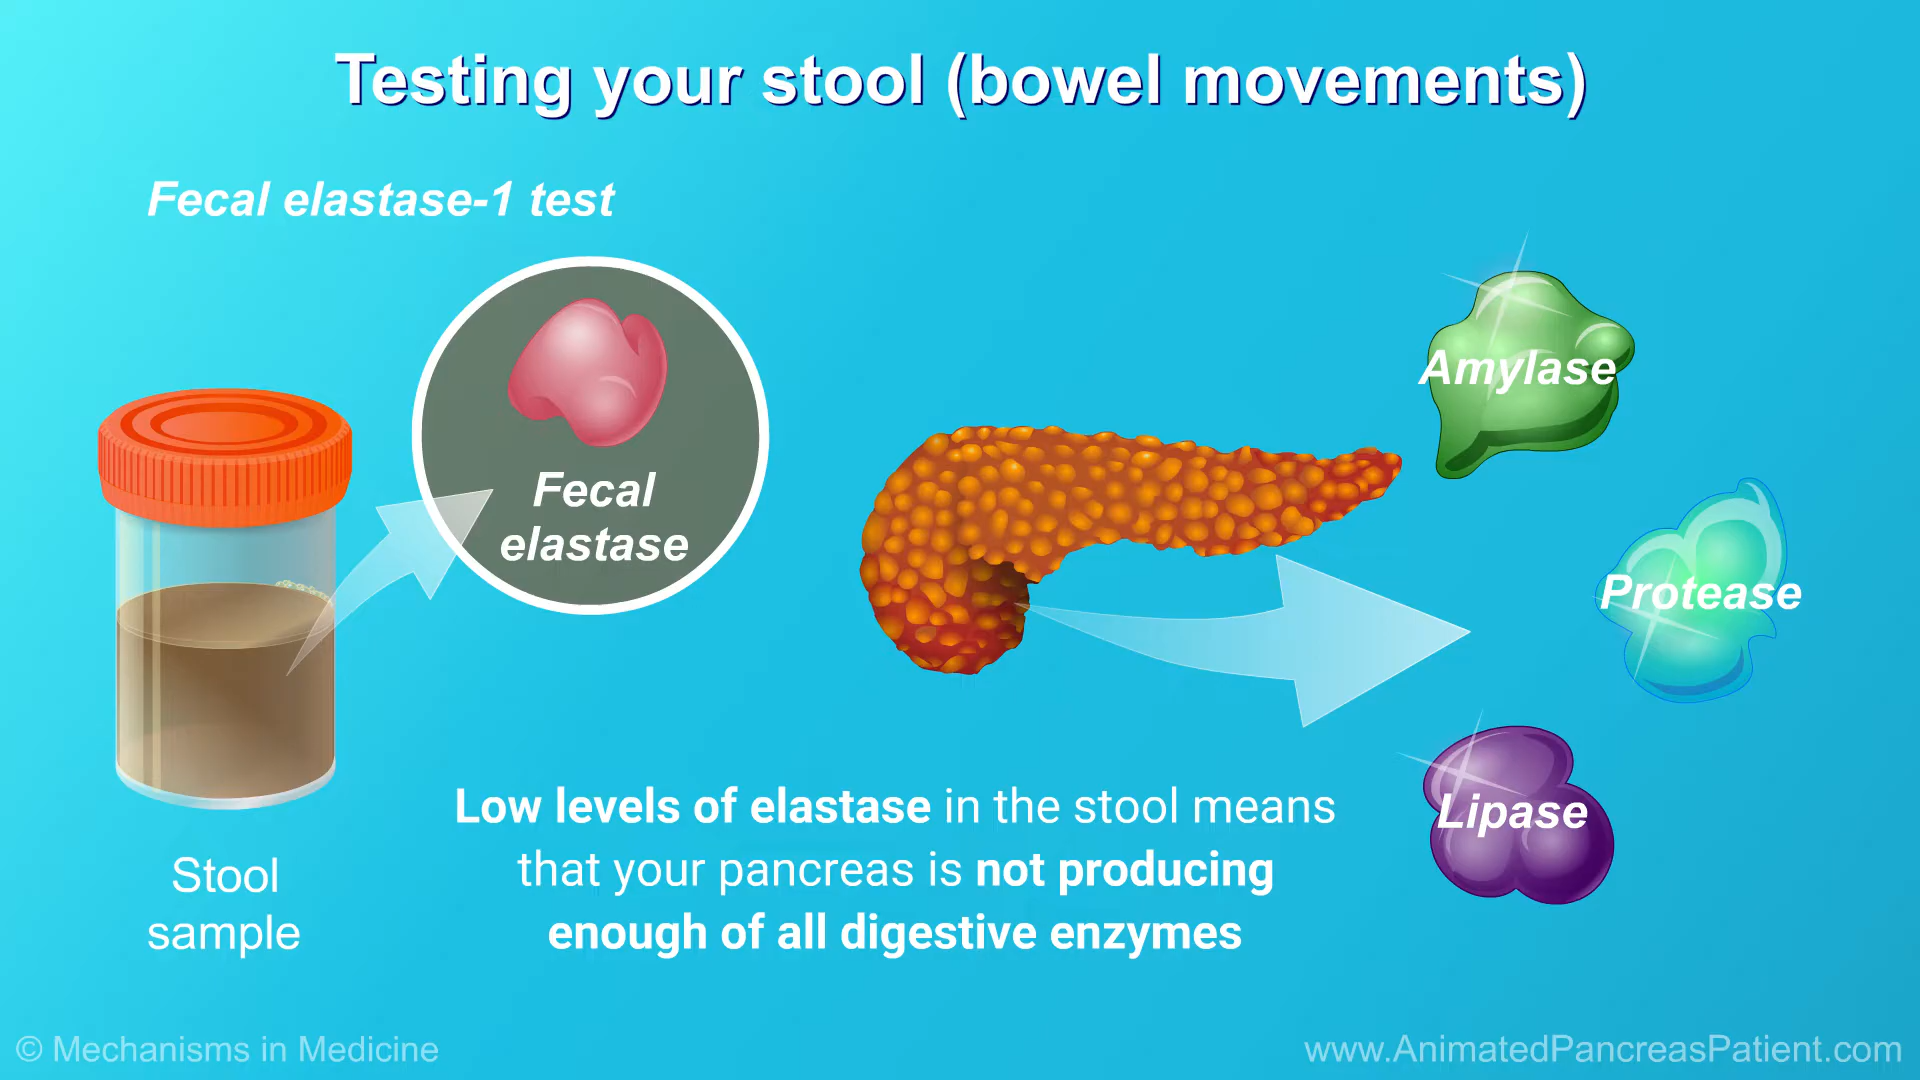 Testing your stool (bowel movements)
Fecal elastase-1 test
Fecal
elastase
Amylase
Protease
Lipase
Stool
sample
Low levels of elastase in the stool means
that your pancreas is not producing
enough of all digestive enzymes
© Mechanisms in Medicine
www.AnimatedPancreasPatient.com